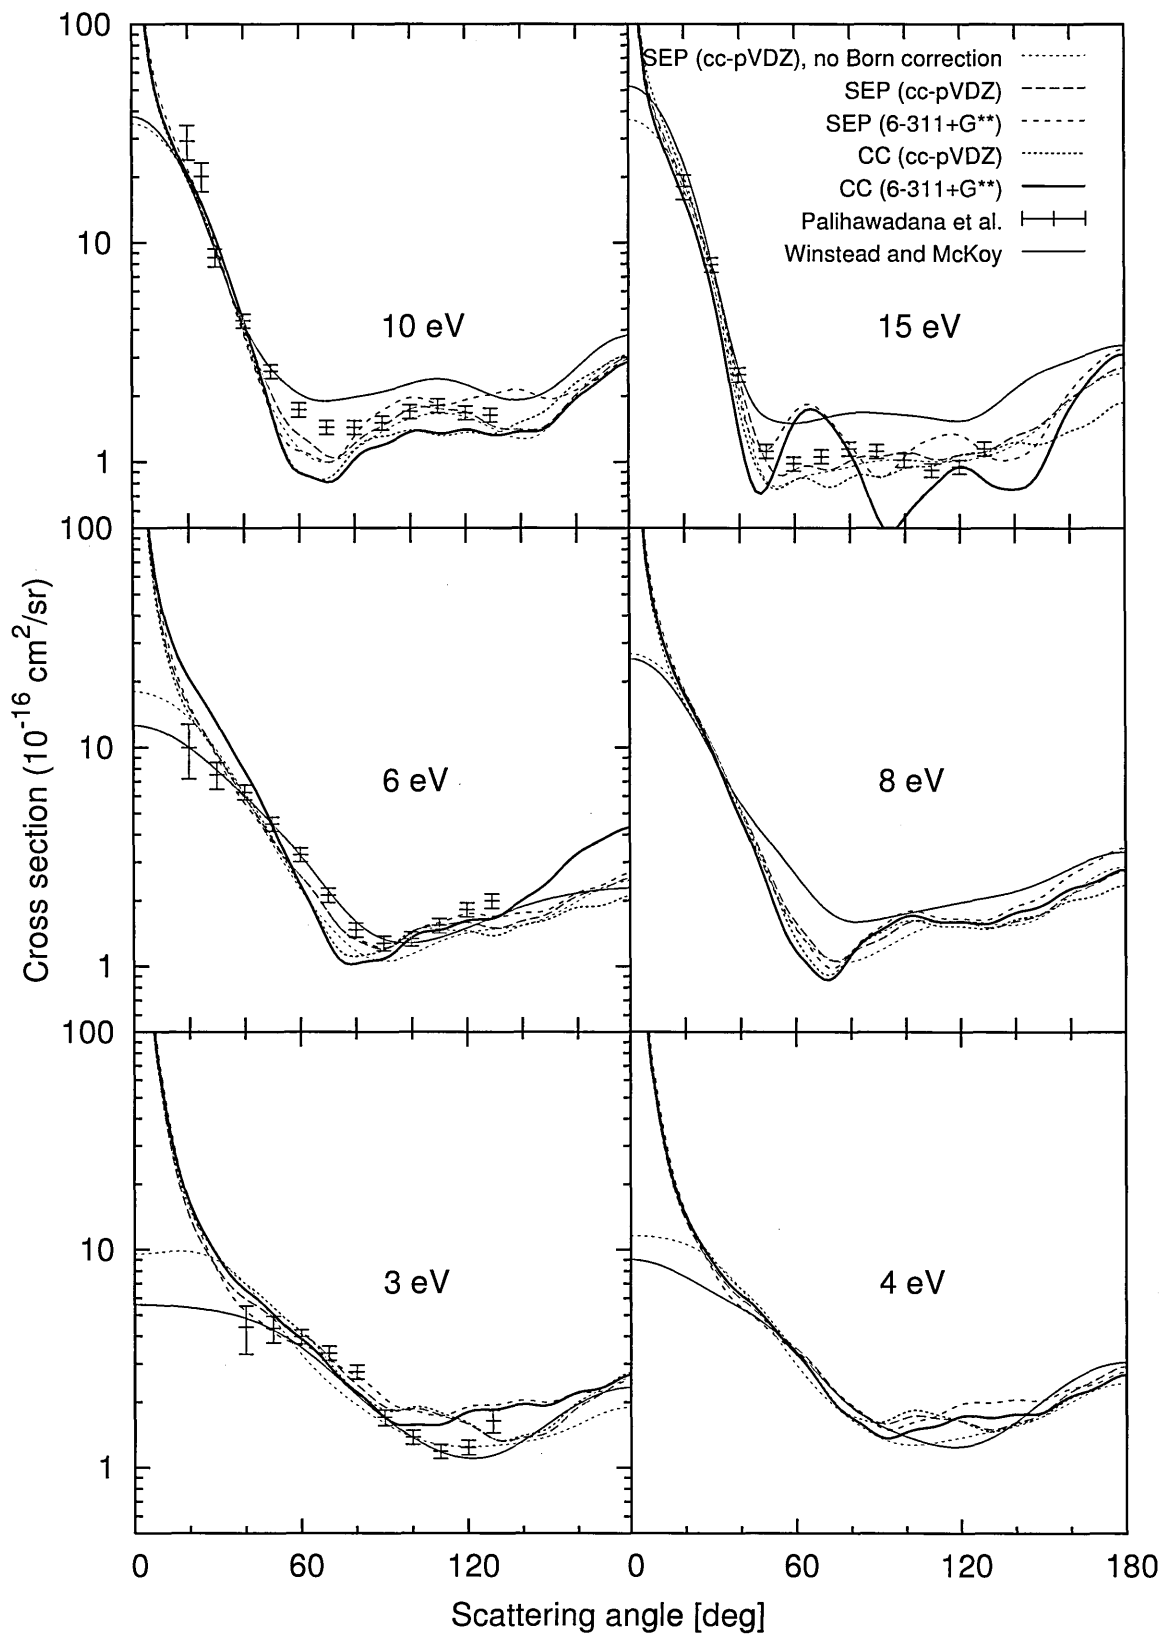 100
SEP (cc-pVDZ), no Born correction
SEP (cc-pVDZ)
SEP (6-311+G**)
CC (cc-pVDZ)
CC (6-311+G**)
Palihawadana et al.
Winstead and McKoy
10
10 eV
15 eV
1
100
10
6 eV
8 eV
1
100
10
3 eV
4 eV
1
0 60 120 0 60 120 180
Cross section (10⁻¹⁶ cm²/sr)
Scattering angle [deg]